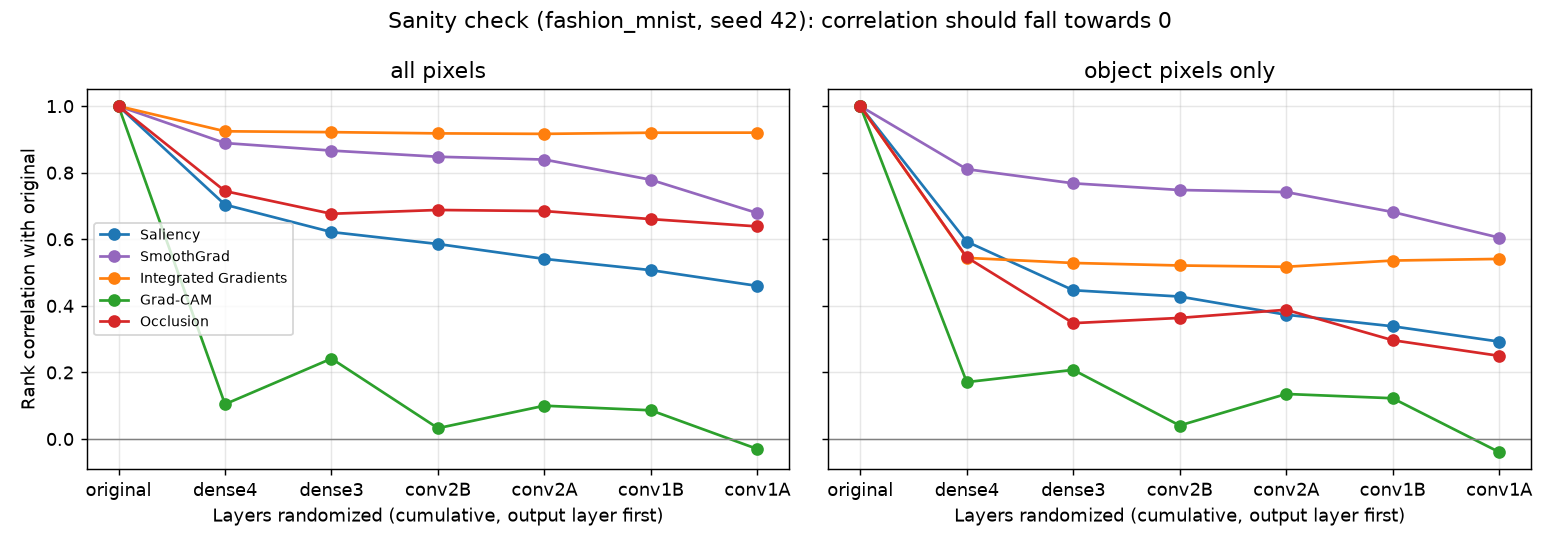 Sanity check (fashion_mnist, seed 42): correlation should fall towards 0
all pixels
object pixels only
Rank correlation with original
1.0
0.8
0.6
0.4
0.2
0.0
Saliency
SmoothGrad
Integrated Gradients
Grad-CAM
Occlusion
original dense4 dense3 conv2B conv2A conv1B conv1A
Layers randomized (cumulative, output layer first)
original dense4 dense3 conv2B conv2A conv1B conv1A
Layers randomized (cumulative, output layer first)